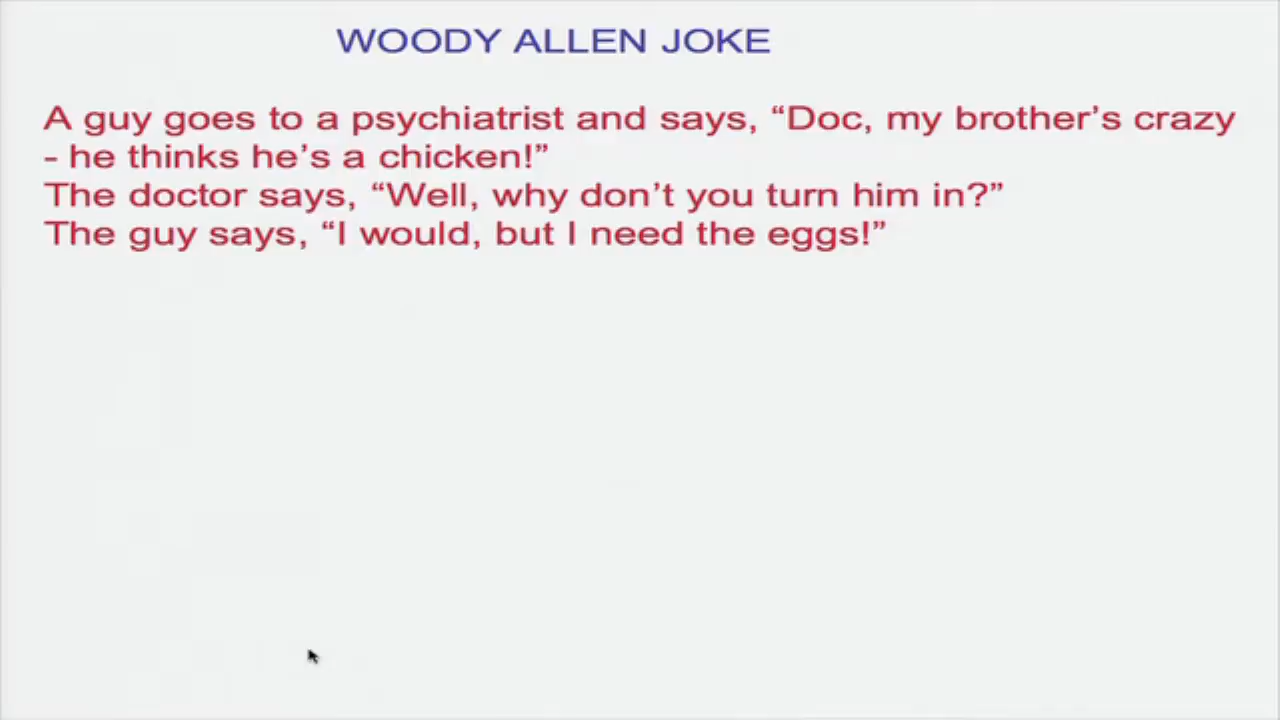 WOODY ALLEN JOKE
A guy goes to a psychiatrist and says, “Doc, my brother’s crazy
- he thinks he’s a chicken!”
The doctor says, “Well, why don’t you turn him in?”
The guy says, “I would, but I need the eggs!”